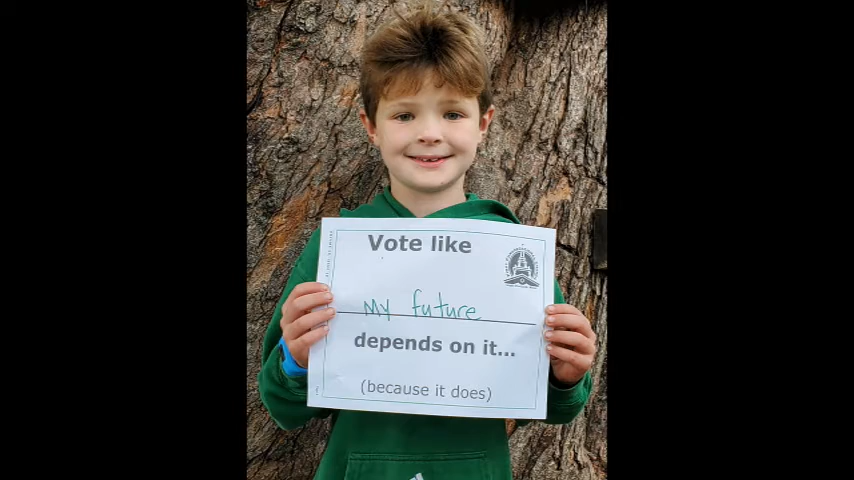 Vote like
My future
depends on it...
(because it does)